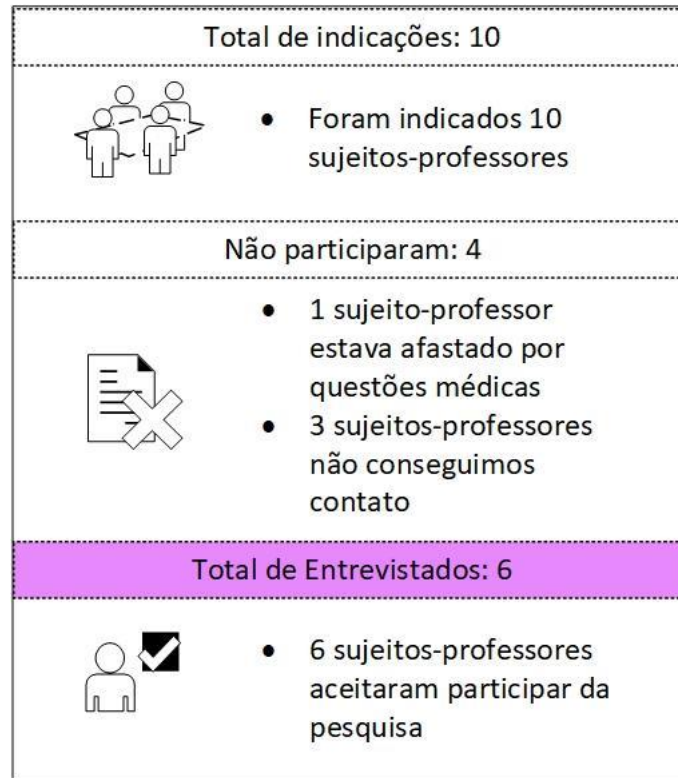 Total de indicações: 10
● Foram indicados 10
sujeitos-professores
Não participaram: 4
● 1 sujeito-professor
estava afastado por
questões médicas
● 3 sujeitos-professores
não conseguimos
contato
Total de Entrevistados: 6
● 6 sujeitos-professores
aceitaram participar da
pesquisa